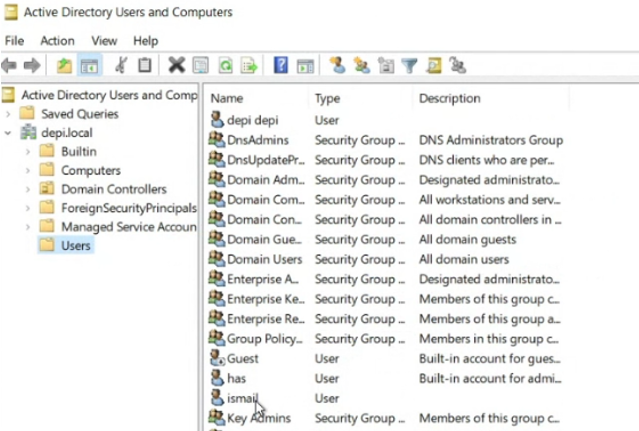 Active Directory Users and Computers
File Action View Help
Active Directory Users and Comp
Saved Queries
depi.local
Builtin
Computers
Domain Controllers
ForeignSecurityPrincipals
Managed Service Accoun
Users
Name Type Description
depi depi User
DnsAdmins Security Group ... DNS Administrators Group
DnsUpdatePr... Security Group ... DNS clients who are per...
Domain Adm... Security Group ... Designated administrato...
Domain Com... Security Group ... All workstations and serv...
Domain Con... Security Group ... All domain controllers in ...
Domain Gue... Security Group ... All domain guests
Domain Users Security Group ... All domain users
Enterprise A... Security Group ... Designated administrato...
Enterprise Ke... Security Group ... Members of this group c...
Enterprise Re... Security Group ... Members of this group a...
Group Policy... Security Group ... Members in this group c...
Guest User Built-in account for gues...
has User Built-in account for admi...
ismail User
Key Admins Security Group ... Members of this group c...